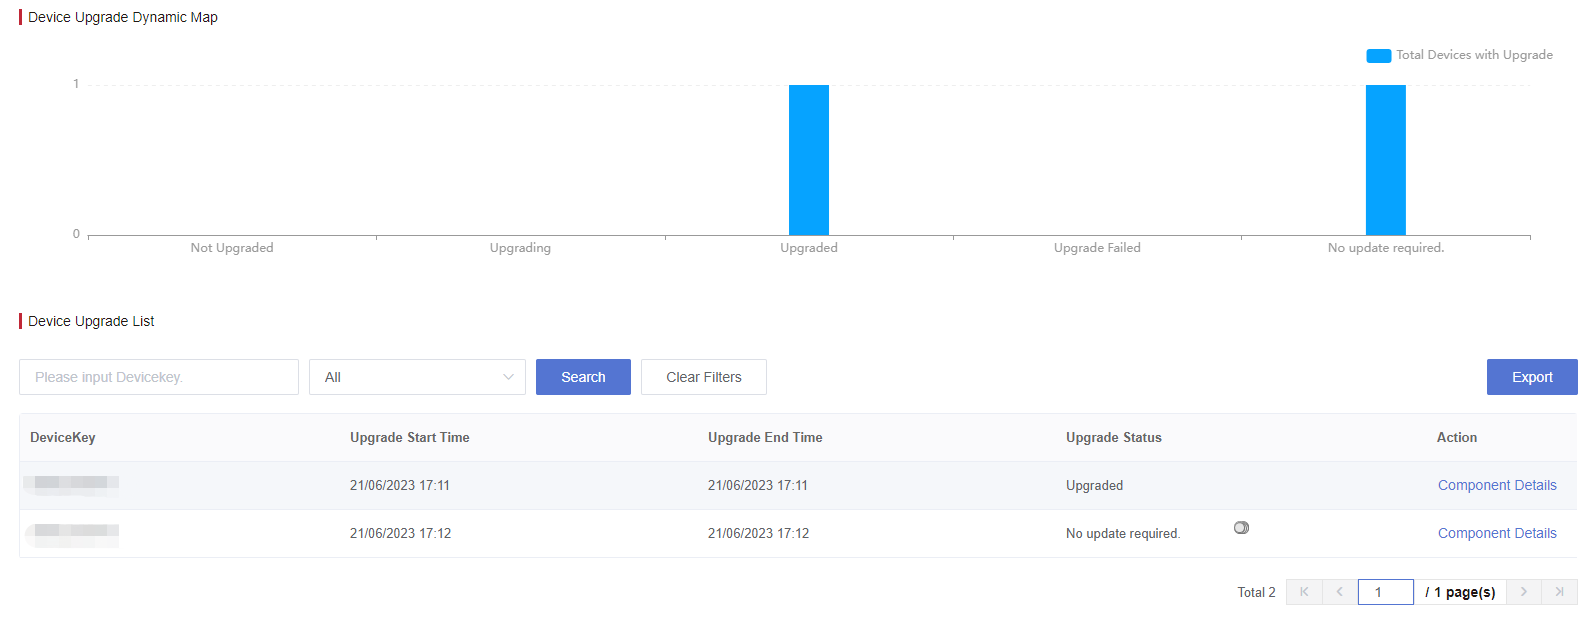 Device Upgrade Dynamic Map
Total Devices with Upgrade
1
0
Not Upgraded Upgrading Upgraded Upgrade Failed No update required.
Device Upgrade List
Please input Devicekey. All Search Clear Filters Export
DeviceKey Upgrade Start Time Upgrade End Time Upgrade Status Action
21/06/2023 17:11 21/06/2023 17:11 Upgraded Component Details
21/06/2023 17:12 21/06/2023 17:12 No update required. Component Details
Total 2 1 / 1 page(s)